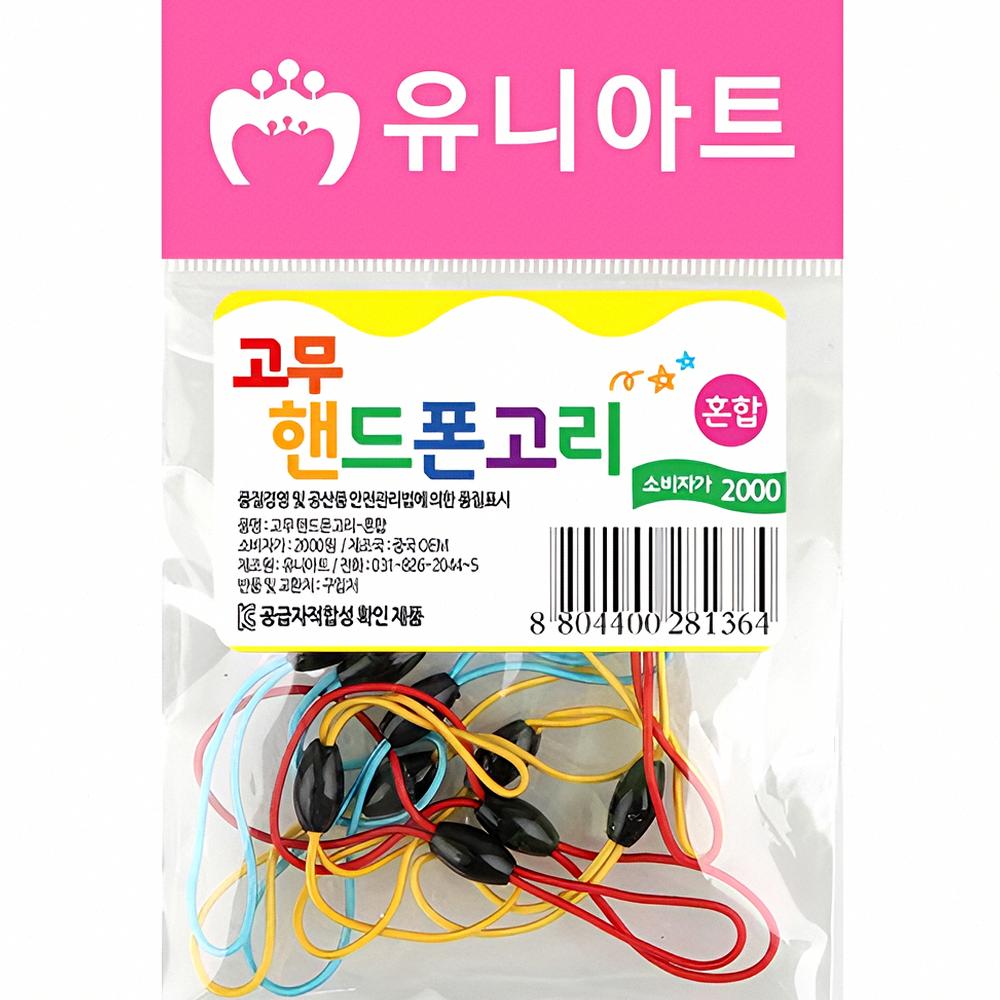 유니아트
고무
핸드폰고리
혼합
소비자가 2000
품질경영 및 공산품 안전관리법에 의한 품질표시
품명 : 고무 핸드폰고리-혼합
소비자가 : 2000원 / 제조국 : 중국 OEM
제조원 : 유니아트 / 전화 : 031-826-2044~5
반품 및 교환처 : 구입처
공급자적합성 확인 제품
8 804400 281364